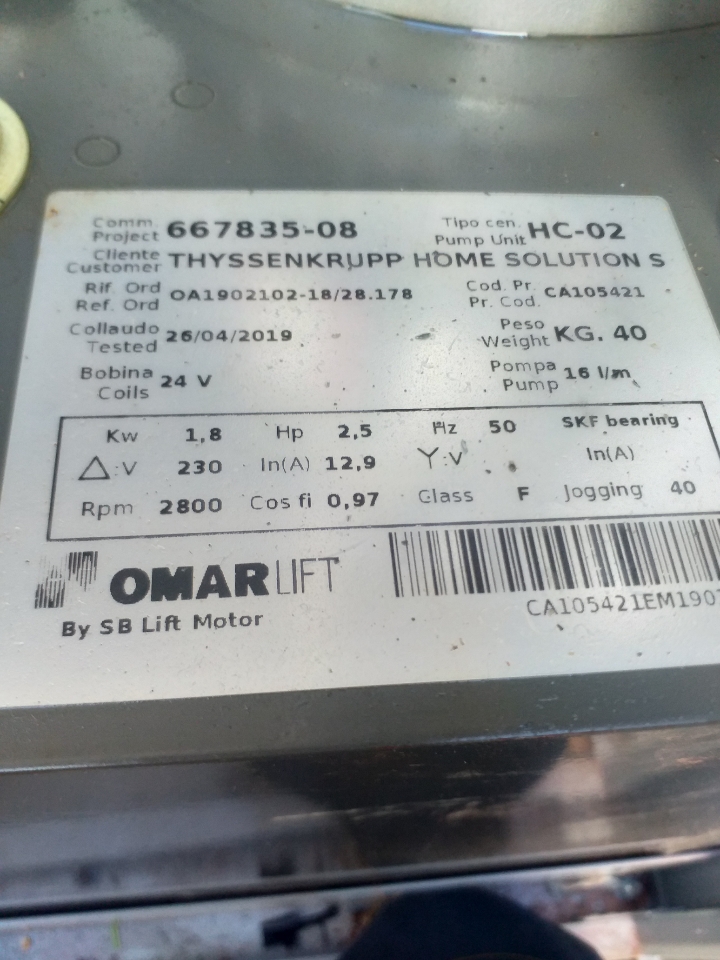 Comm. Project 667835-08 Tipo cen. Pump Unit HC-02
Cliente Customer THYSSENKRUPP HOME SOLUTION S
Rif. Ord Ref. Ord OA1902102-18/28.178 Cod. Pr. Pr. Cod. CA105421
Collaudo Tested 26/04/2019 Peso Weight KG. 40
Bobina Coils 24 V Pompa Pump 16 l/m
Kw 1,8 Hp 2,5 Hz 50 SKF bearing
△:V 230 In(A) 12,9 Y:V In(A)
Rpm 2800 Cos fi 0,97 Class F Jogging 40
OMARLIFT
By SB Lift Motor